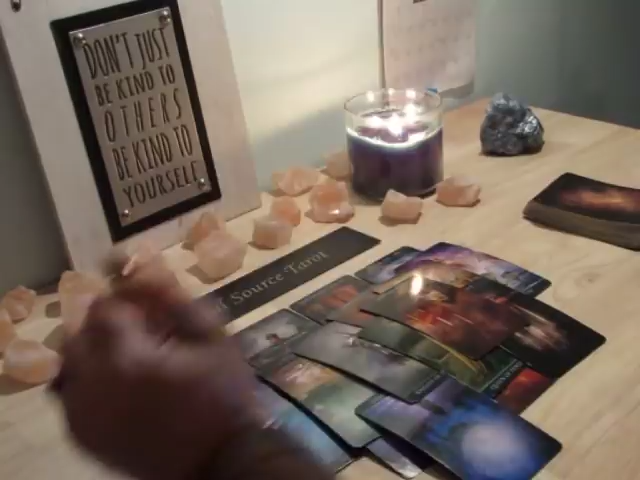 DON'T JUST
BE KIND TO
OTHERS
BE KIND TO
YOURSELF
Source Tarot